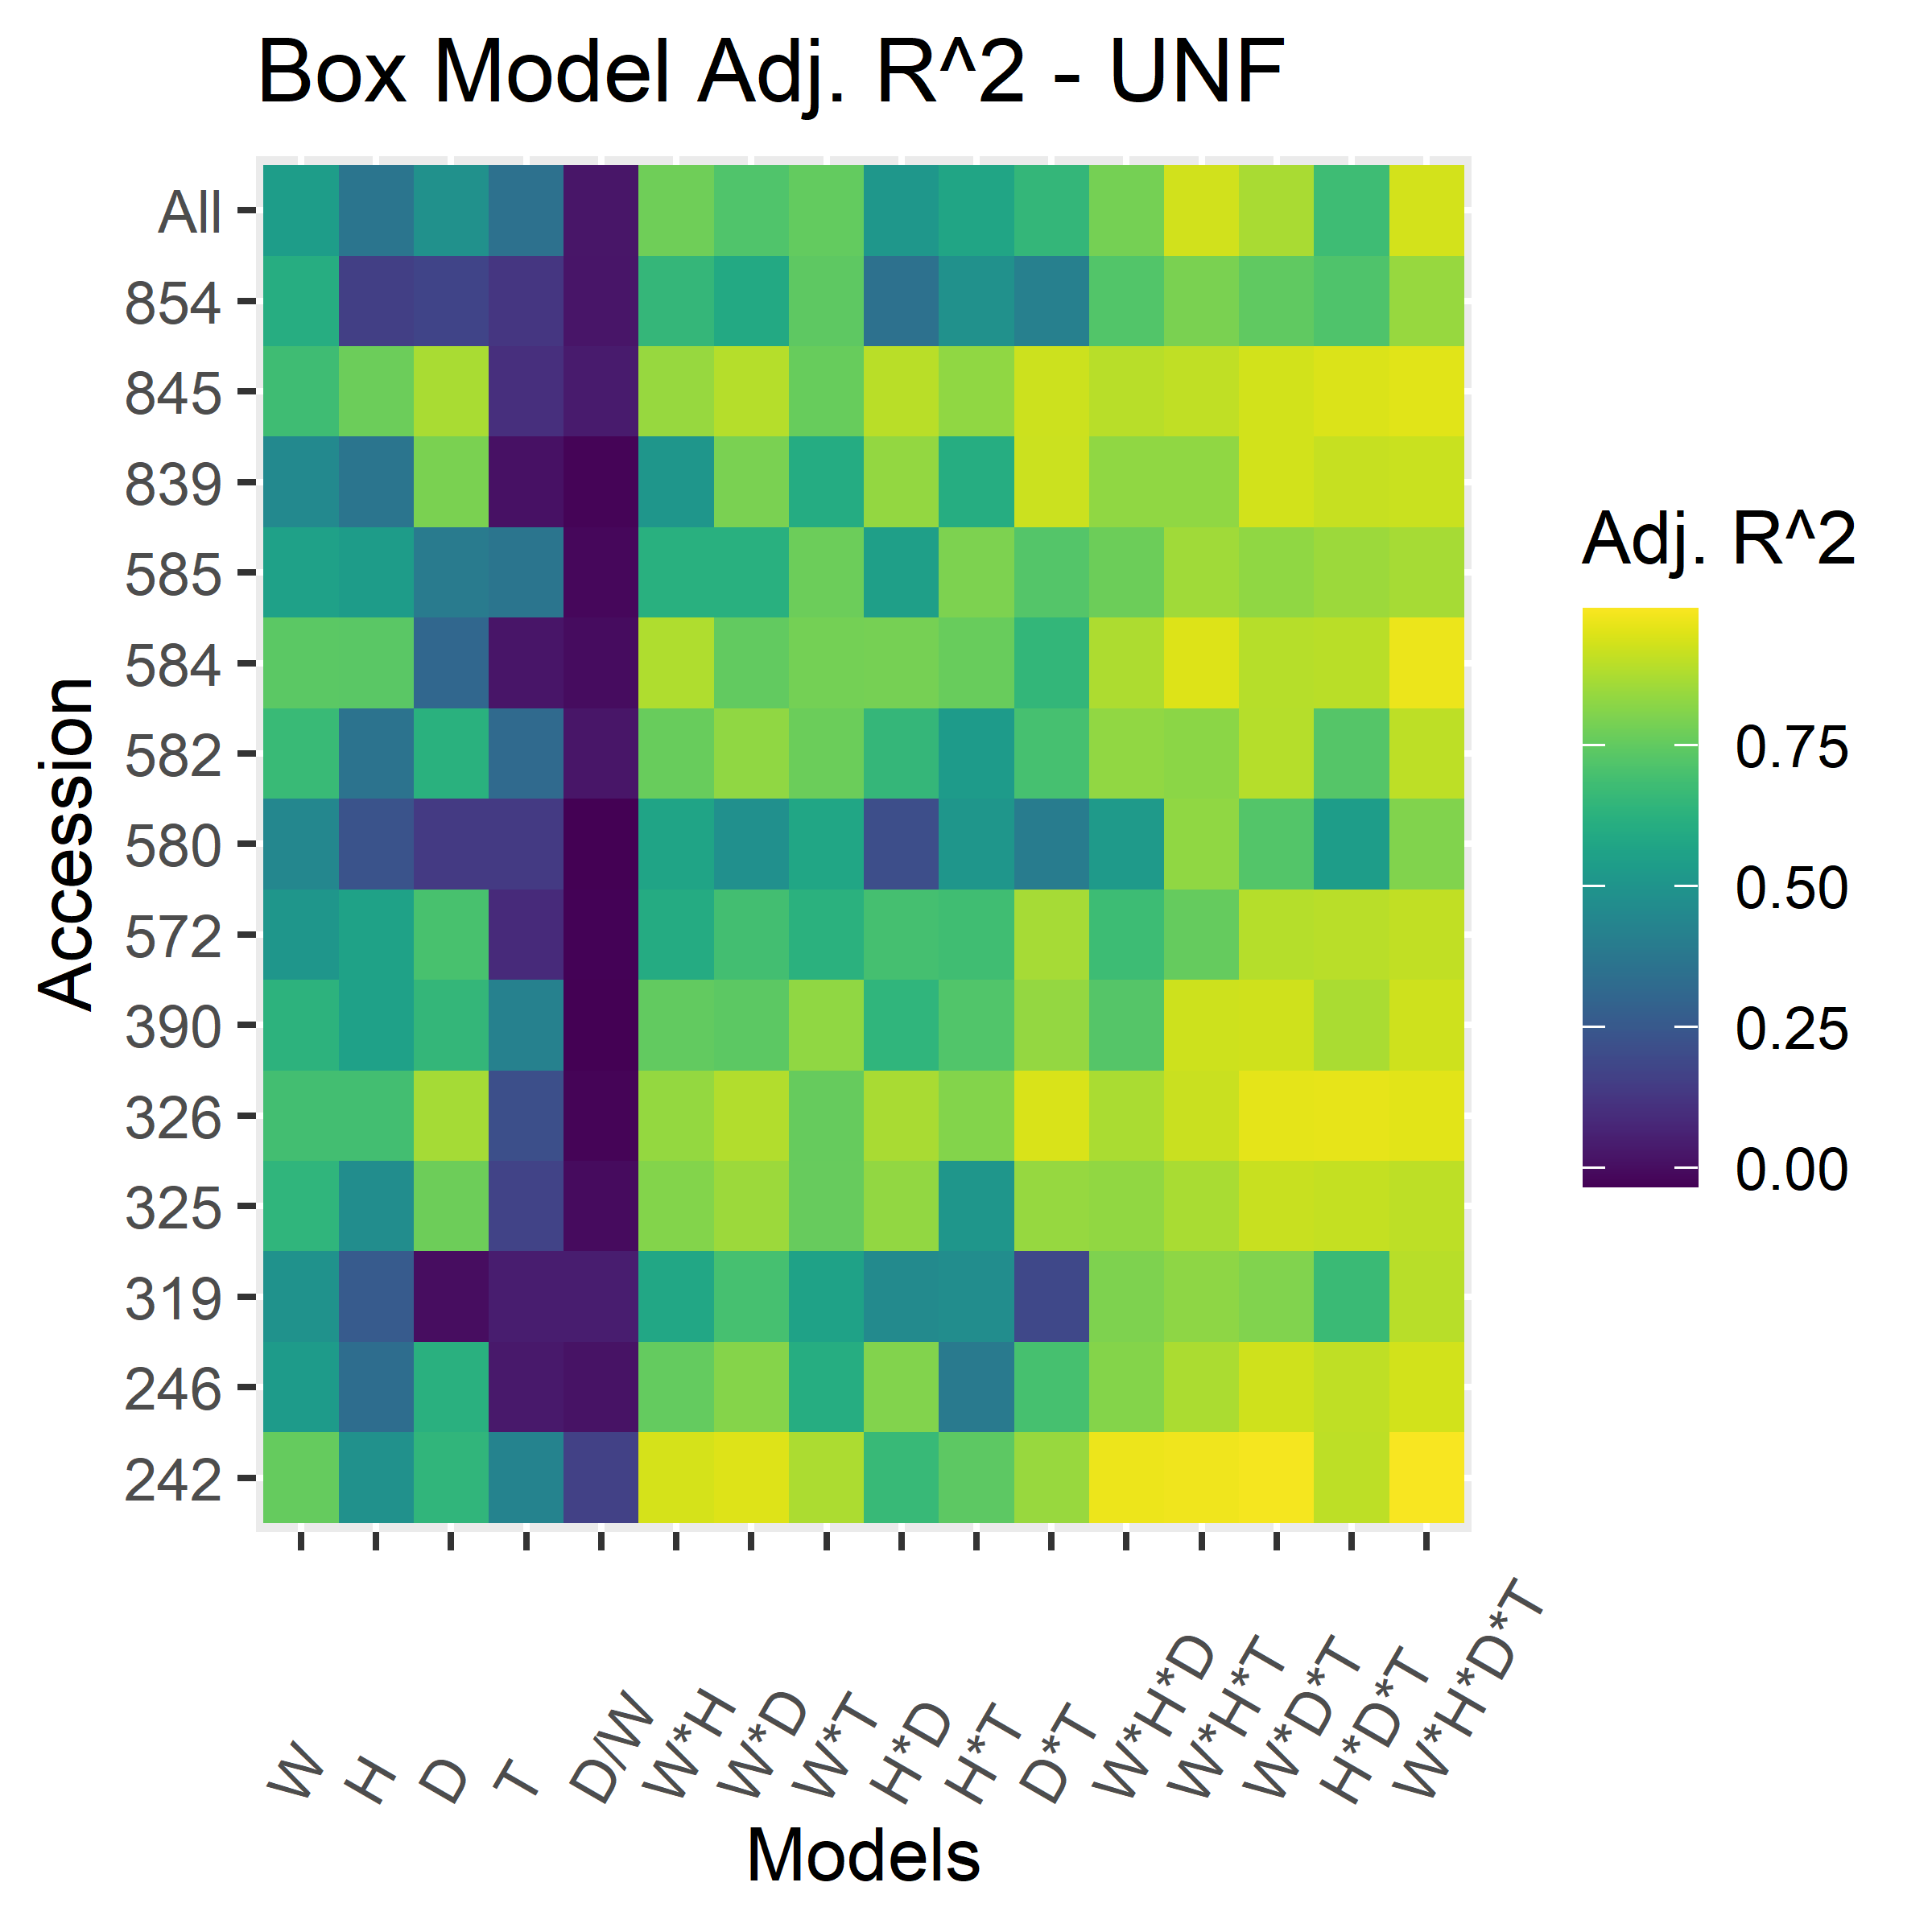 Box Model Adj. R^2 - UNF
Accession
All
854
845
839
585
584
582
580
572
390
326
325
319
246
242
W
H
D
T
D/W
W*H
W*D
W*T
H*D
H*T
D*T
W*H*D
W*H*T
W*D*T
H*D*T
W*H*D*T
Models
Adj. R^2
0.75
0.50
0.25
0.00